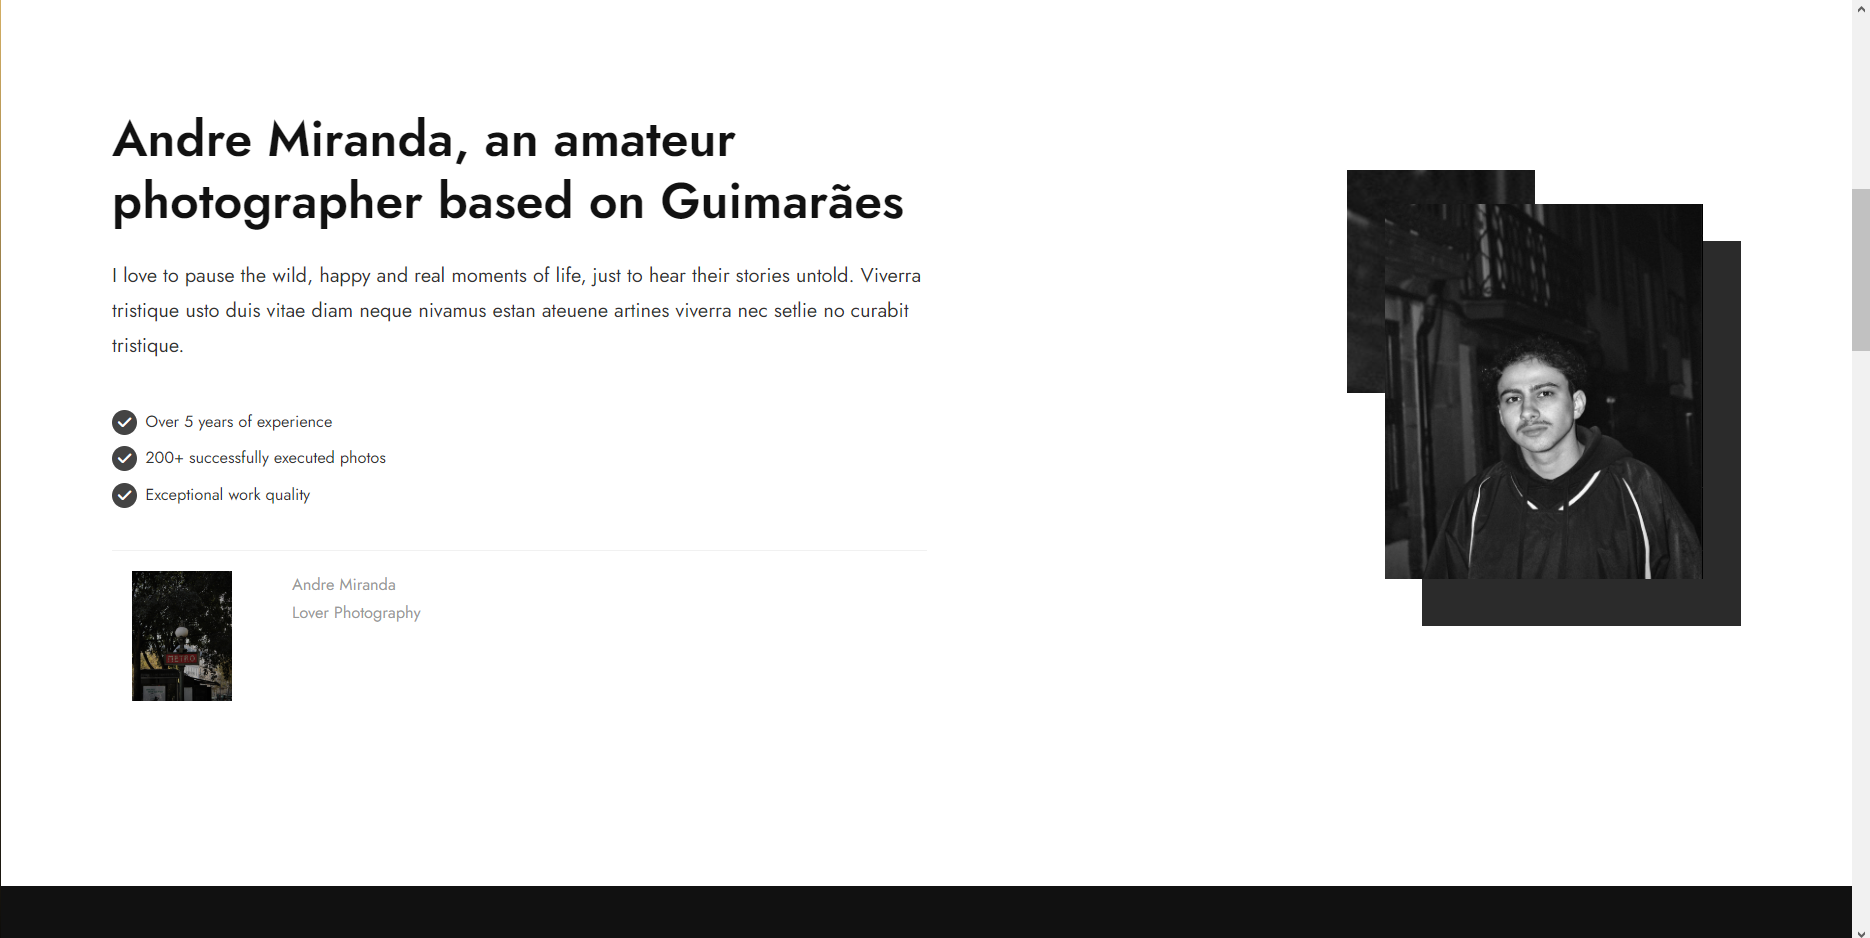 Andre Miranda, an amateur
photographer based on Guimarães
I love to pause the wild, happy and real moments of life, just to hear their stories untold. Viverra
tristique usto duis vitae diam neque nivamus estan ateuene artines viverra nec setlie no curabit
tristique.
Over 5 years of experience
200+ successfully executed photos
Exceptional work quality
Andre Miranda
Lover Photography
METRO